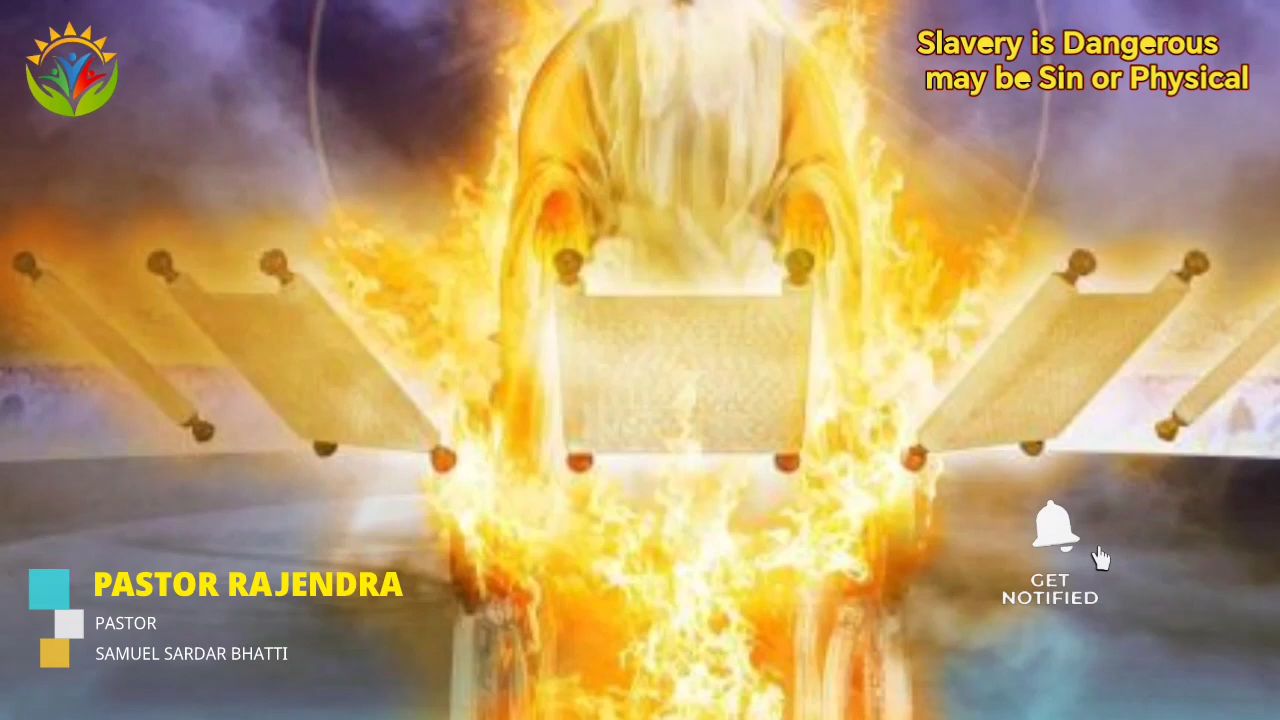 Slavery is Dangerous
may be Sin or Physical
PASTOR RAJENDRA
PASTOR
SAMUEL SARDAR BHATTI
GET
NOTIFIED